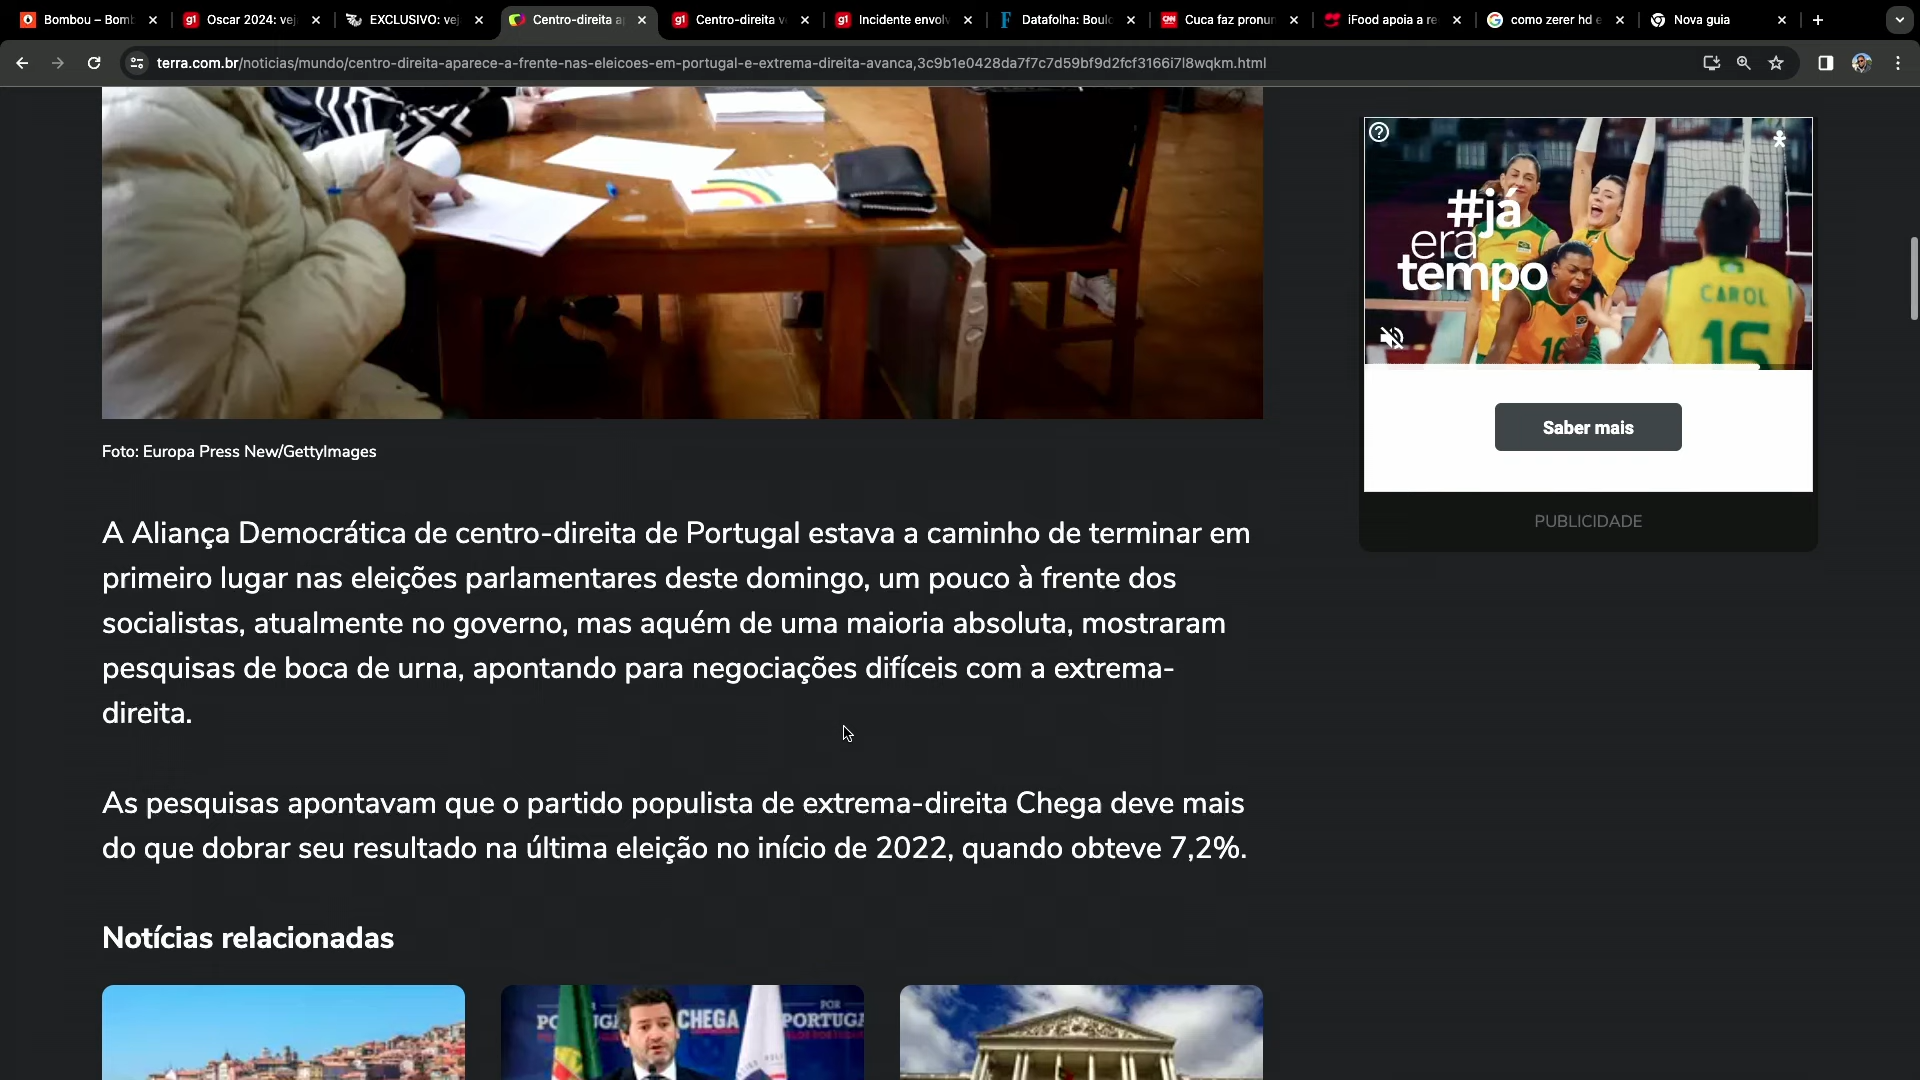 Bombou – Bomb
Oscar 2024: vej
EXCLUSIVO: vej
Centro-direita a
Centro-direita v
Incidente envolv
Datafolha: Boulo
Cuca faz pronun
iFood apoia a re
como zerer hd e
Nova guia
terra.com.br/noticias/mundo/centro-direita-aparece-a-frente-nas-eleicoes-em-portugal-e-extrema-direita-avanca,3c9b1e0428da7f7c7d59bf9d2fcf3166i7l8wqkm.html
#já
era
tempo
CAROL
15
16
Saber mais
PUBLICIDADE
Foto: Europa Press New/GettyImages
A Aliança Democrática de centro-direita de Portugal estava a caminho de terminar em
primeiro lugar nas eleições parlamentares deste domingo, um pouco à frente dos
socialistas, atualmente no governo, mas aquém de uma maioria absoluta, mostraram
pesquisas de boca de urna, apontando para negociações difíceis com a extrema-
direita.
As pesquisas apontavam que o partido populista de extrema-direita Chega deve mais
do que dobrar seu resultado na última eleição no início de 2022, quando obteve 7,2%.
Notícias relacionadas
CHEGA
POR
PORTUGA